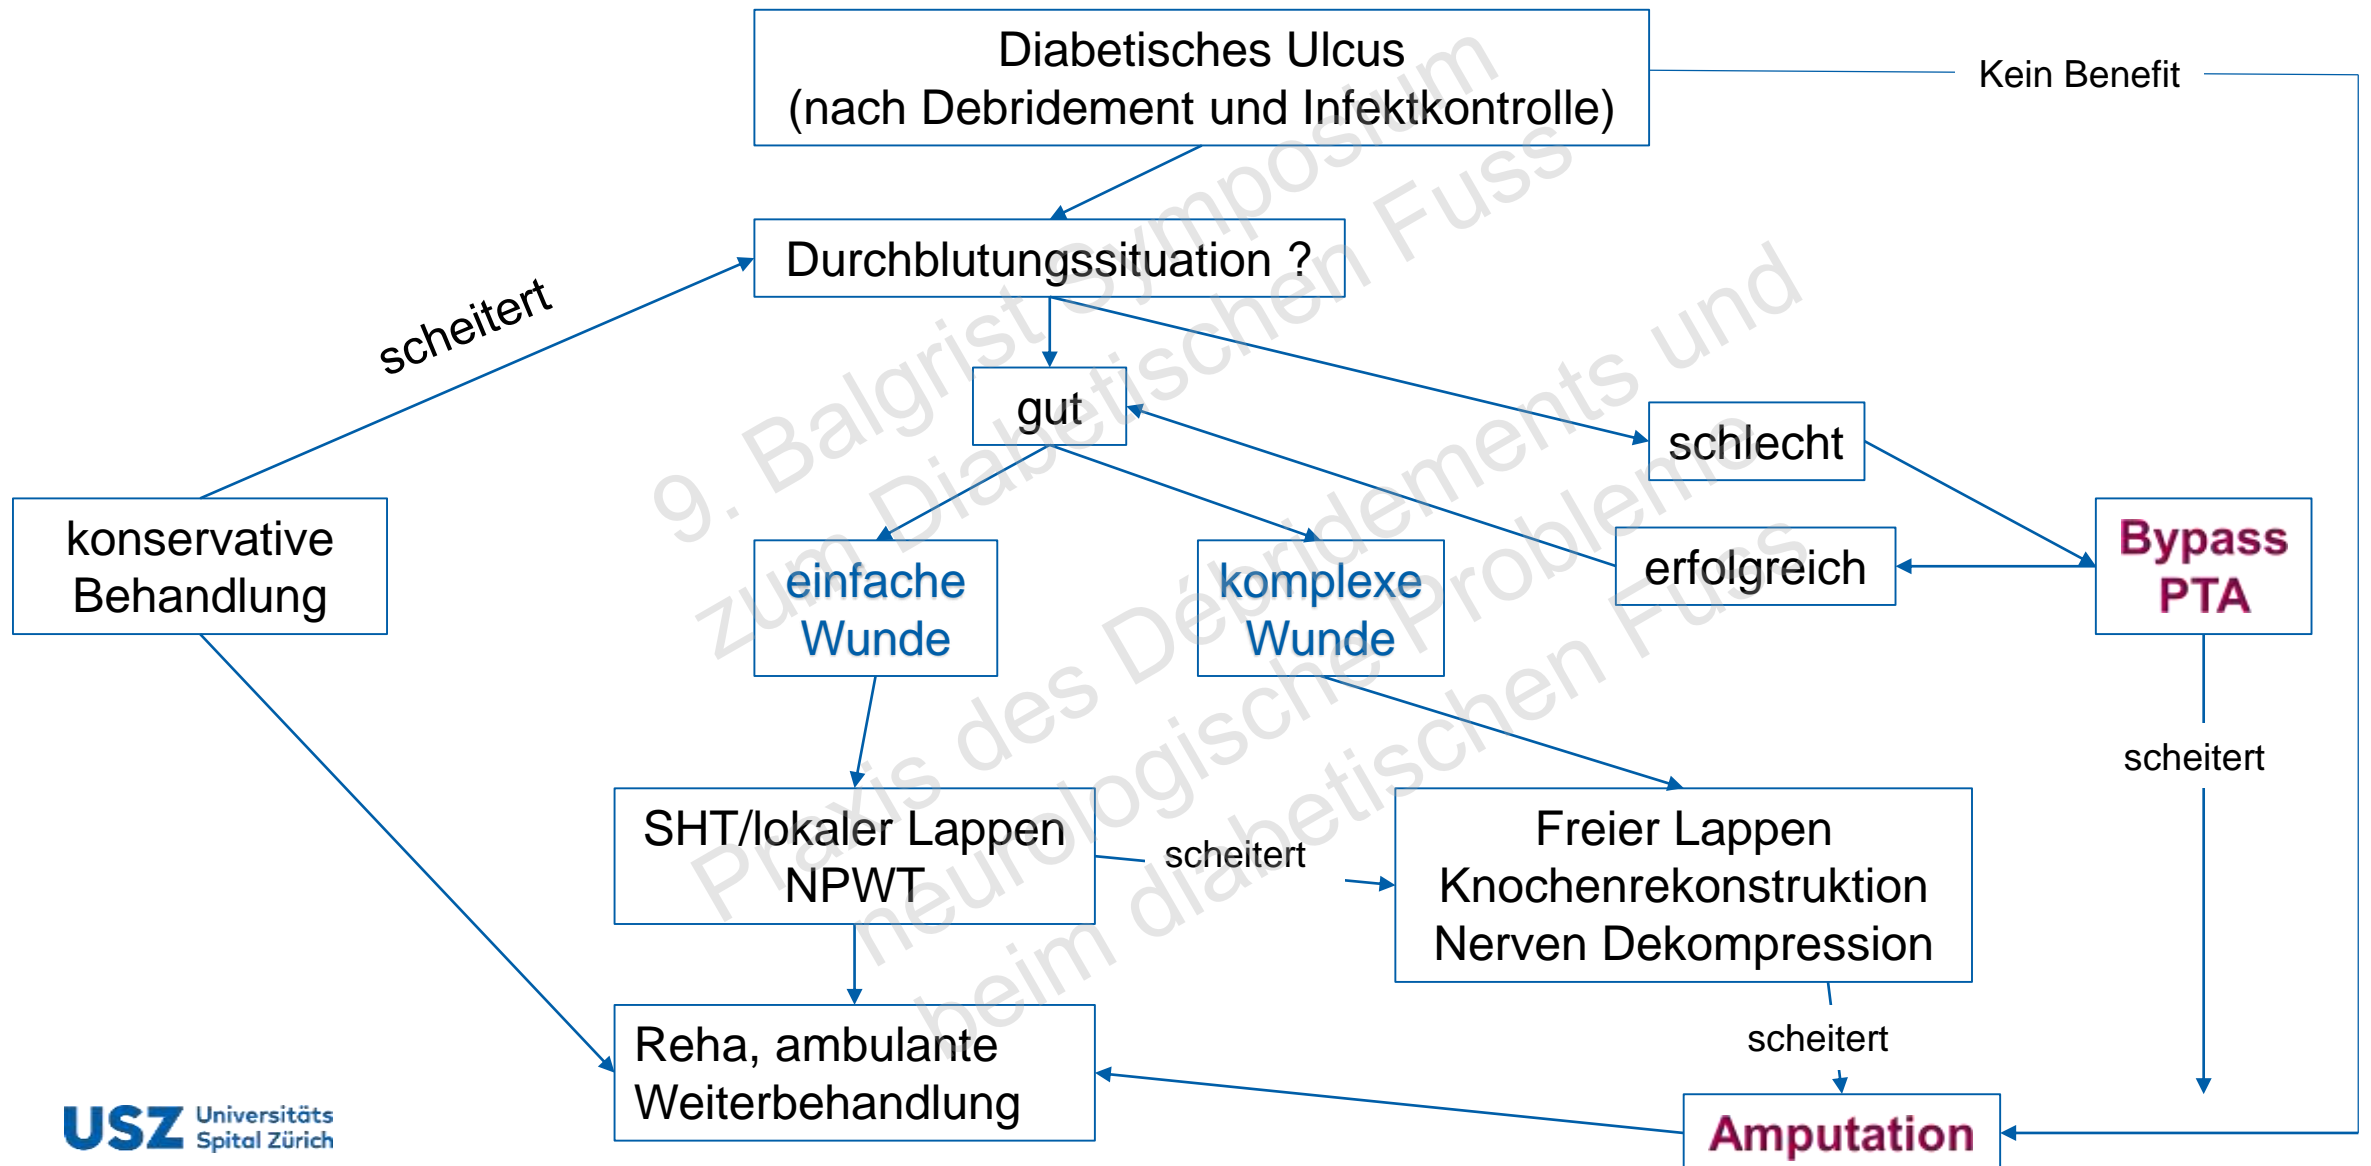 Diabetisches Ulcus
(nach Debridement und Infektkontrolle)
Kein Benefit
Durchblutungssituation ?
scheitert
gut
schlecht
konservative
Behandlung
einfache
Wunde
komplexe
Wunde
erfolgreich
Bypass
PTA
scheitert
SHT/lokaler Lappen
NPWT
scheitert
Freier Lappen
Knochenrekonstruktion
Nerven Dekompression
scheitert
Reha, ambulante
Weiterbehandlung
Amputation
USZ Universitäts
Spital Zürich
9. Balgrist Symposium
zum Diabetischen Fuss
Praxis des Débridements und
neurologische Probleme
beim diabetischen Fuss